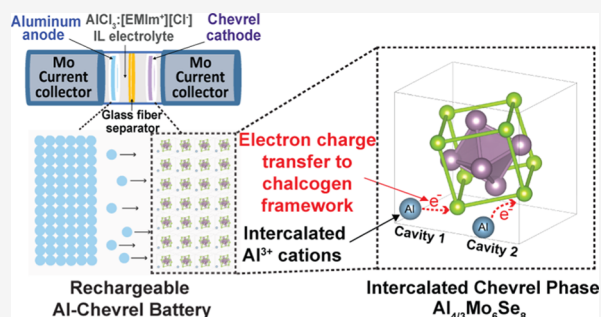 Aluminum anode
AlCl3:[EMIm+][Cl-] IL electrolyte
Chevrel cathode
Mo
Current
collector
Mo
Current
collector
Glass fiber
separator
Electron charge
transfer to
chalcogen
framework
Intercalated
Al3+ cations
e-
e-
Al
Al
Cavity 1
Cavity 2
Rechargeable
Al-Chevrel Battery
Intercalated Chevrel Phase
Al4/3Mo6Se8